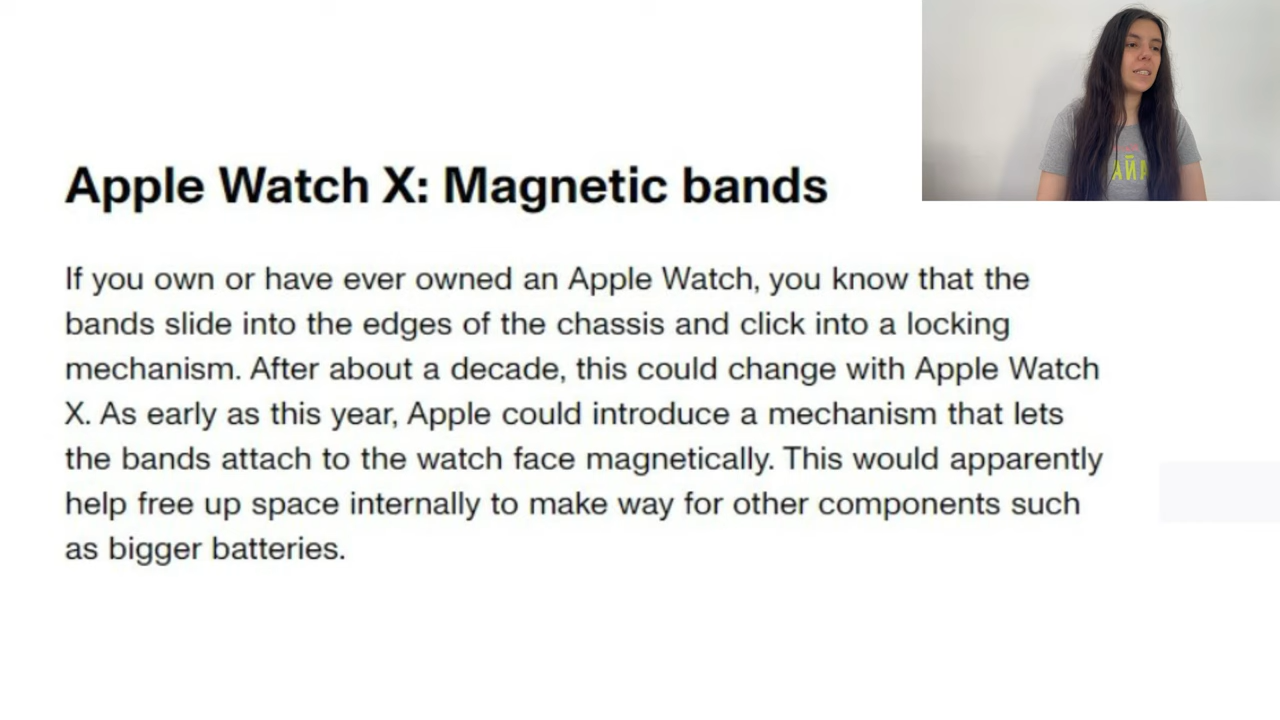 Apple Watch X: Magnetic bands
If you own or have ever owned an Apple Watch, you know that the
bands slide into the edges of the chassis and click into a locking
mechanism. After about a decade, this could change with Apple Watch
X. As early as this year, Apple could introduce a mechanism that lets
the bands attach to the watch face magnetically. This would apparently
help free up space internally to make way for other components such
as bigger batteries.